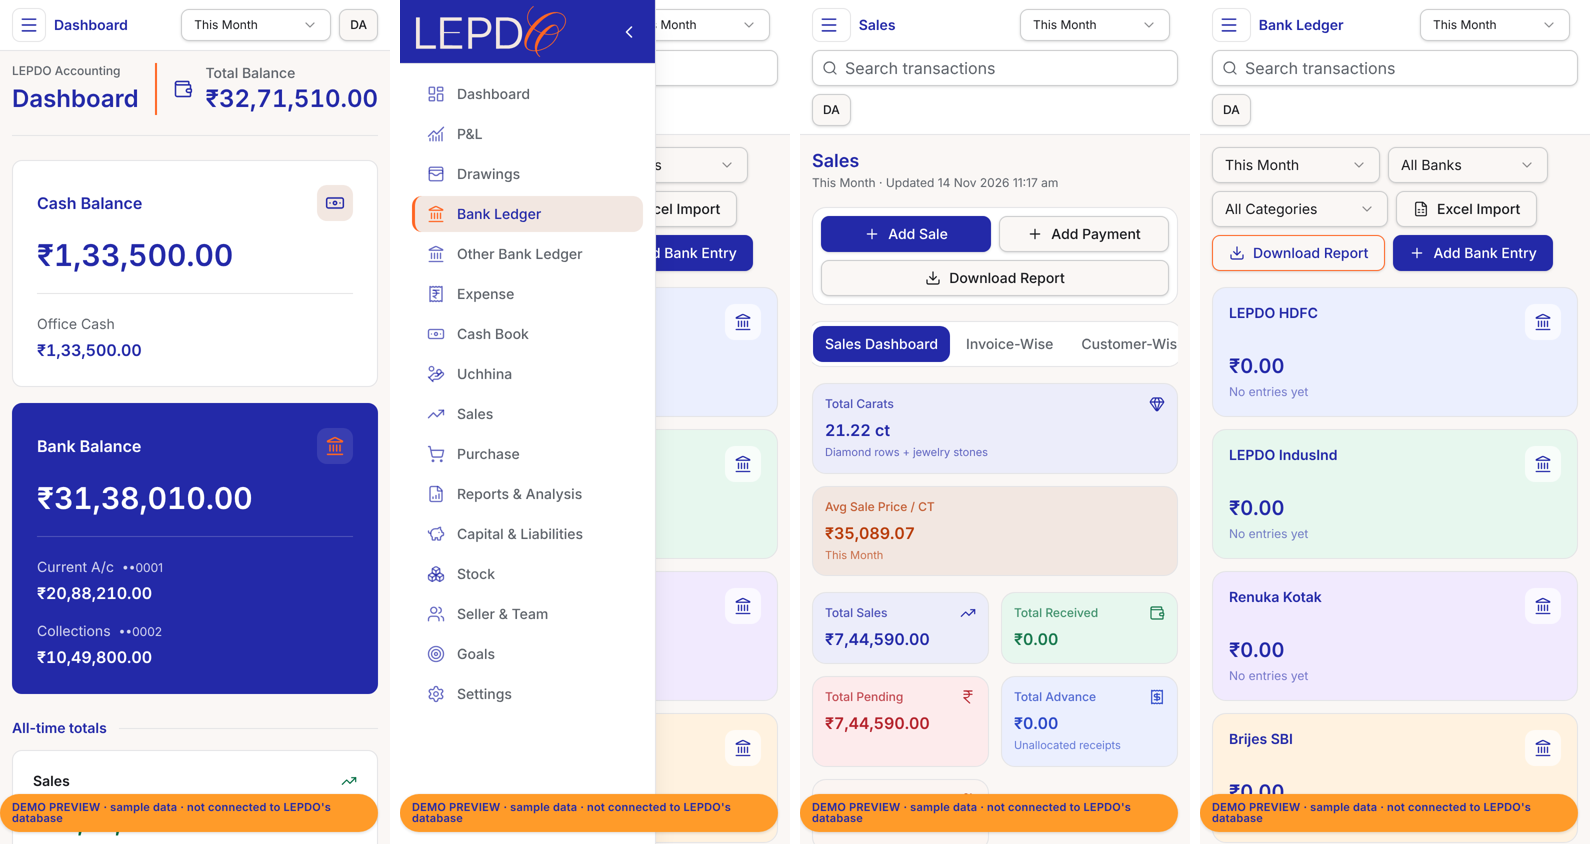 Dashboard
This Month
DA
LEPDO Accounting
Dashboard
Total Balance
₹32,71,510.00
Cash Balance
₹1,33,500.00
Office Cash
₹1,33,500.00
Bank Balance
₹31,38,010.00
Current A/c ••0001
₹20,88,210.00
Collections ••0002
₹10,49,800.00
All-time totals
Sales
DEMO PREVIEW · sample data · not connected to LEPDO's
database
LEPDO
Month
Dashboard
P&L
Drawings
Bank Ledger
Other Bank Ledger
Expense
Cash Book
Uchhina
Sales
Purchase
Reports & Analysis
Capital & Liabilities
Stock
Seller & Team
Goals
Settings
s
cel Import
d Bank Entry
DEMO PREVIEW · sample data · not connected to LEPDO's
database
Sales
This Month
Search transactions
DA
Sales
This Month · Updated 14 Nov 2026 11:17 am
+ Add Sale
+ Add Payment
Download Report
Sales Dashboard
Invoice-Wise
Customer-Wis
Total Carats
21.22 ct
Diamond rows + jewelry stones
Avg Sale Price / CT
₹35,089.07
This Month
Total Sales
₹7,44,590.00
Total Received
₹0.00
Total Pending
₹7,44,590.00
Total Advance
₹0.00
Unallocated receipts
DEMO PREVIEW · sample data · not connected to LEPDO's
database
Bank Ledger
This Month
Search transactions
DA
This Month
All Banks
All Categories
Excel Import
Download Report
+ Add Bank Entry
LEPDO HDFC
₹0.00
No entries yet
LEPDO IndusInd
₹0.00
No entries yet
Renuka Kotak
₹0.00
No entries yet
Brijes SBI
₹0.00
DEMO PREVIEW · sample data · not connected to LEPDO's
database